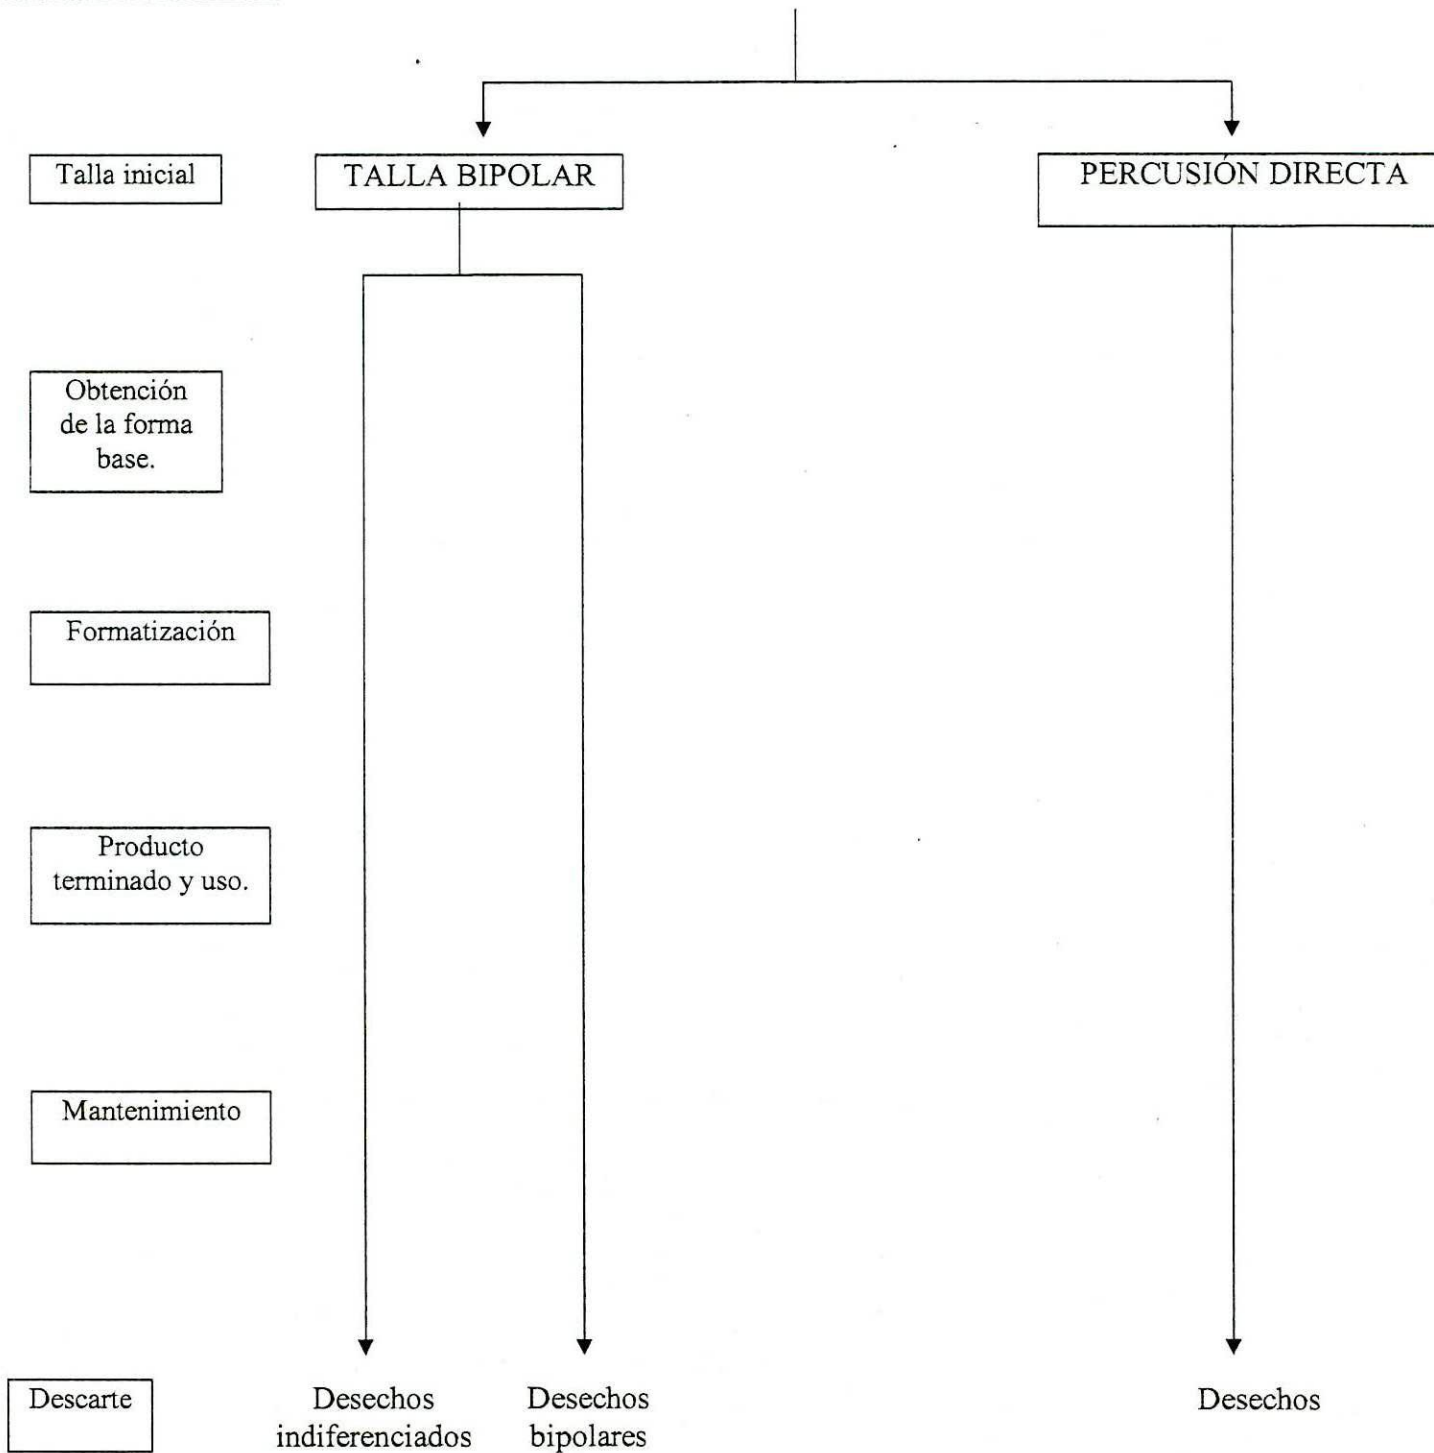 Talla inicial
TALLA BIPOLAR
PERCUSIÓN DIRECTA
Obtención
de la forma
base.
Formatización
Producto
terminado y uso.
Mantenimiento
Descarte
Desechos
indiferenciados
Desechos
bipolares
Desechos